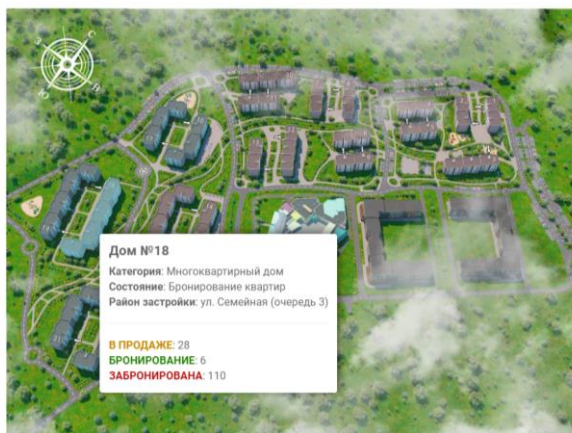 З
С
Ю
В
Дом №18
Категория: Многоквартирный дом
Состояние: Бронирование квартир
Район застройки: ул. Семейная (очередь 3)
В ПРОДАЖЕ: 28
БРОНИРОВАНИЕ: 6
ЗАБРОНИРОВАНА: 110